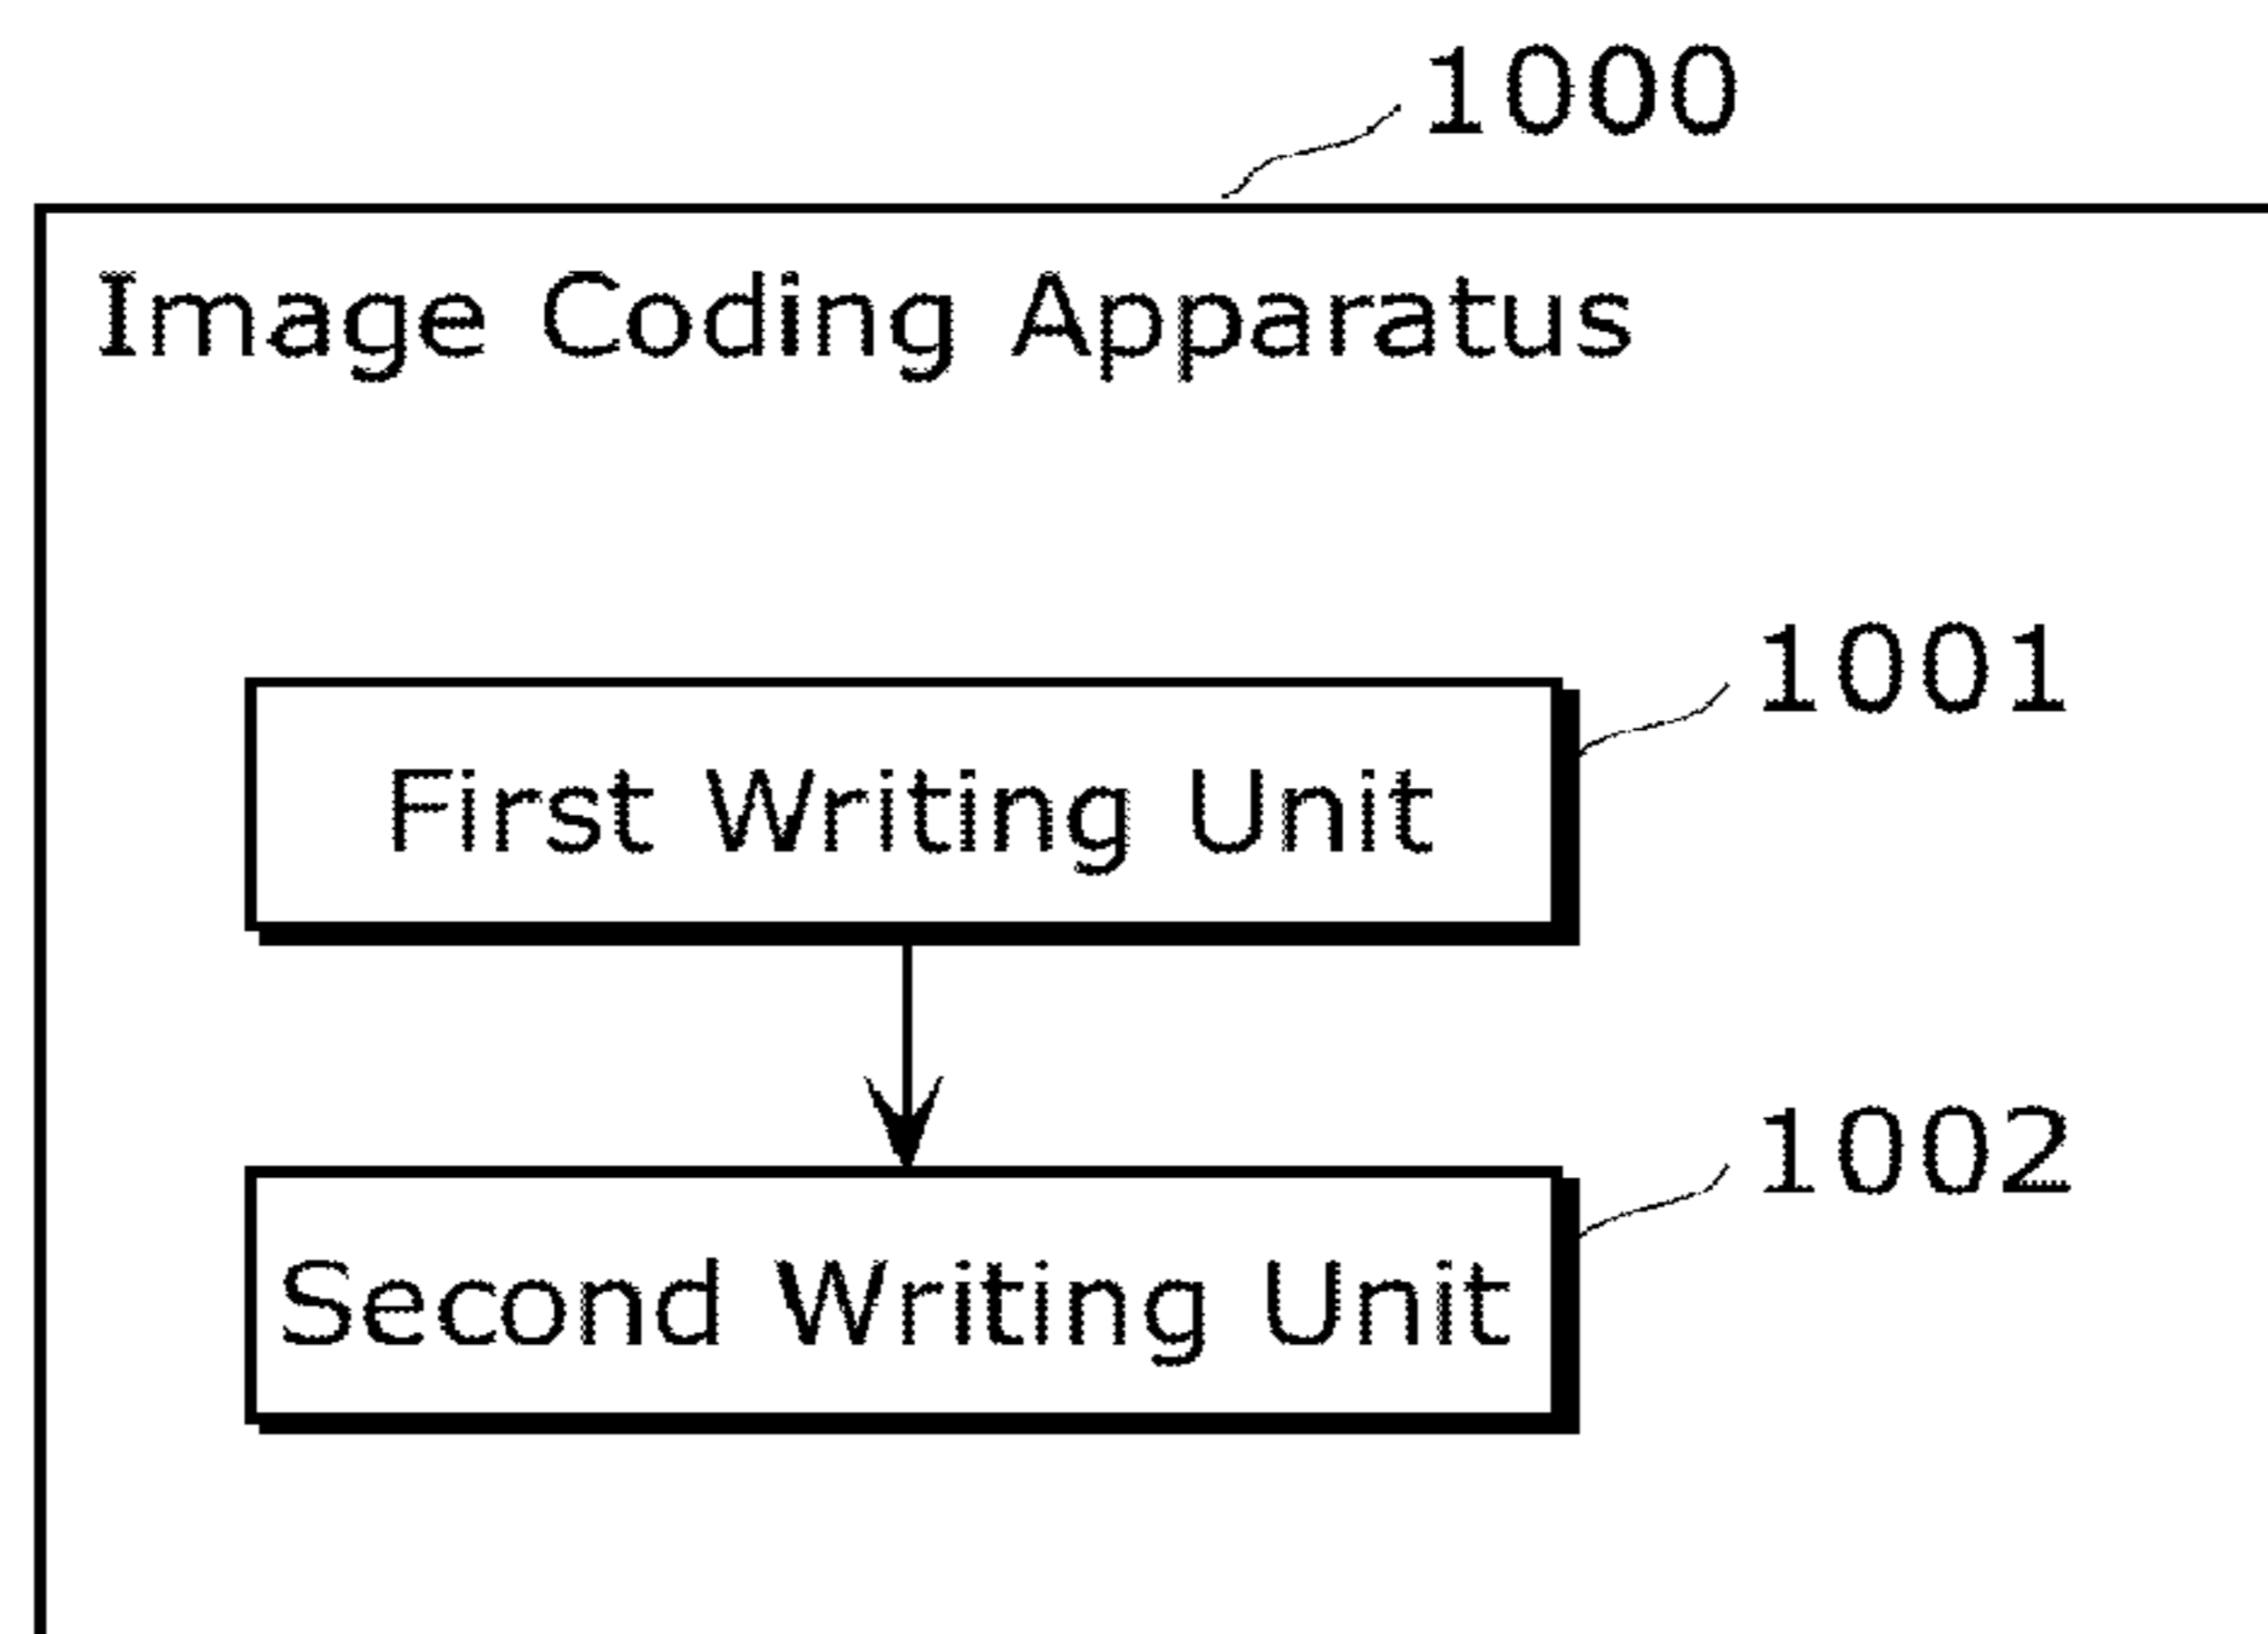 1000
Image Coding Apparatus
1001
First Writing Unit
1002
Second Writing Unit